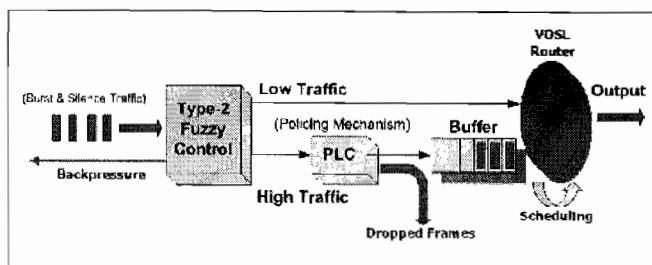 VDSL
Router
Output
Low Traffic
(Burst & Silence Traffic)
Type-2
Fuzzy
Control
(Policing Mechanism)
Buffer
PLC
Backpressure
High Traffic
Scheduling
Dropped Frames